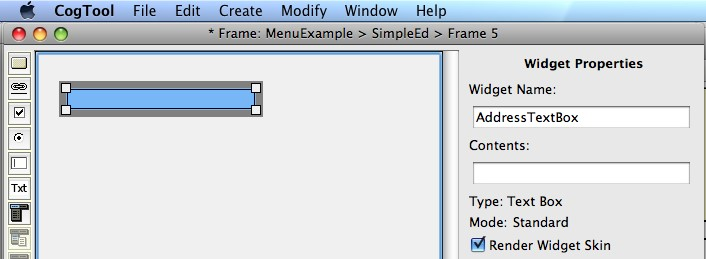 CogTool File Edit Create Modify Window Help
* Frame: MenuExample > SimpleEd > Frame 5
Widget Properties
Widget Name:
AddressTextBox
Contents:
Txt
Type: Text Box
Mode: Standard
Render Widget Skin